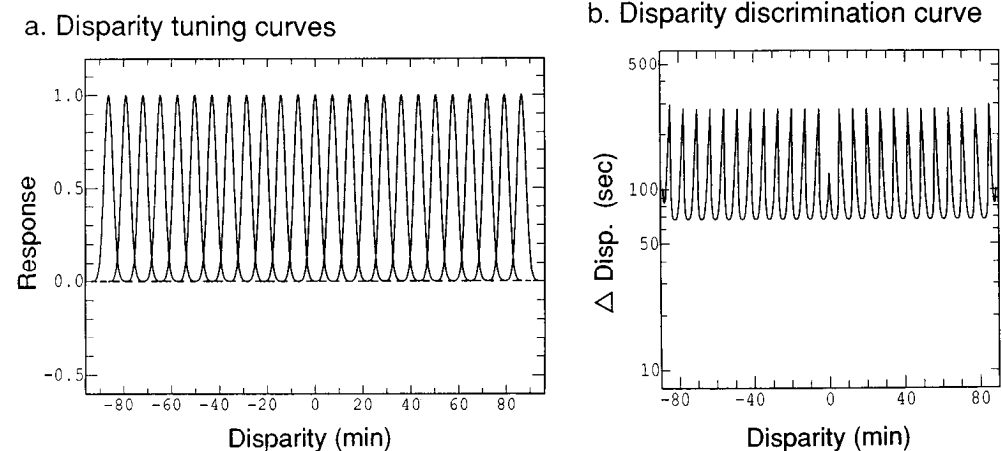 a. Disparity tuning curves
Response
1.0
0.5
0.0
-0.5
-80 -60 -40 -20 0 20 40 60 80
Disparity (min)
b. Disparity discrimination curve
△ Disp. (sec)
500
100
50
10
-80 -40 0 40 80
Disparity (min)